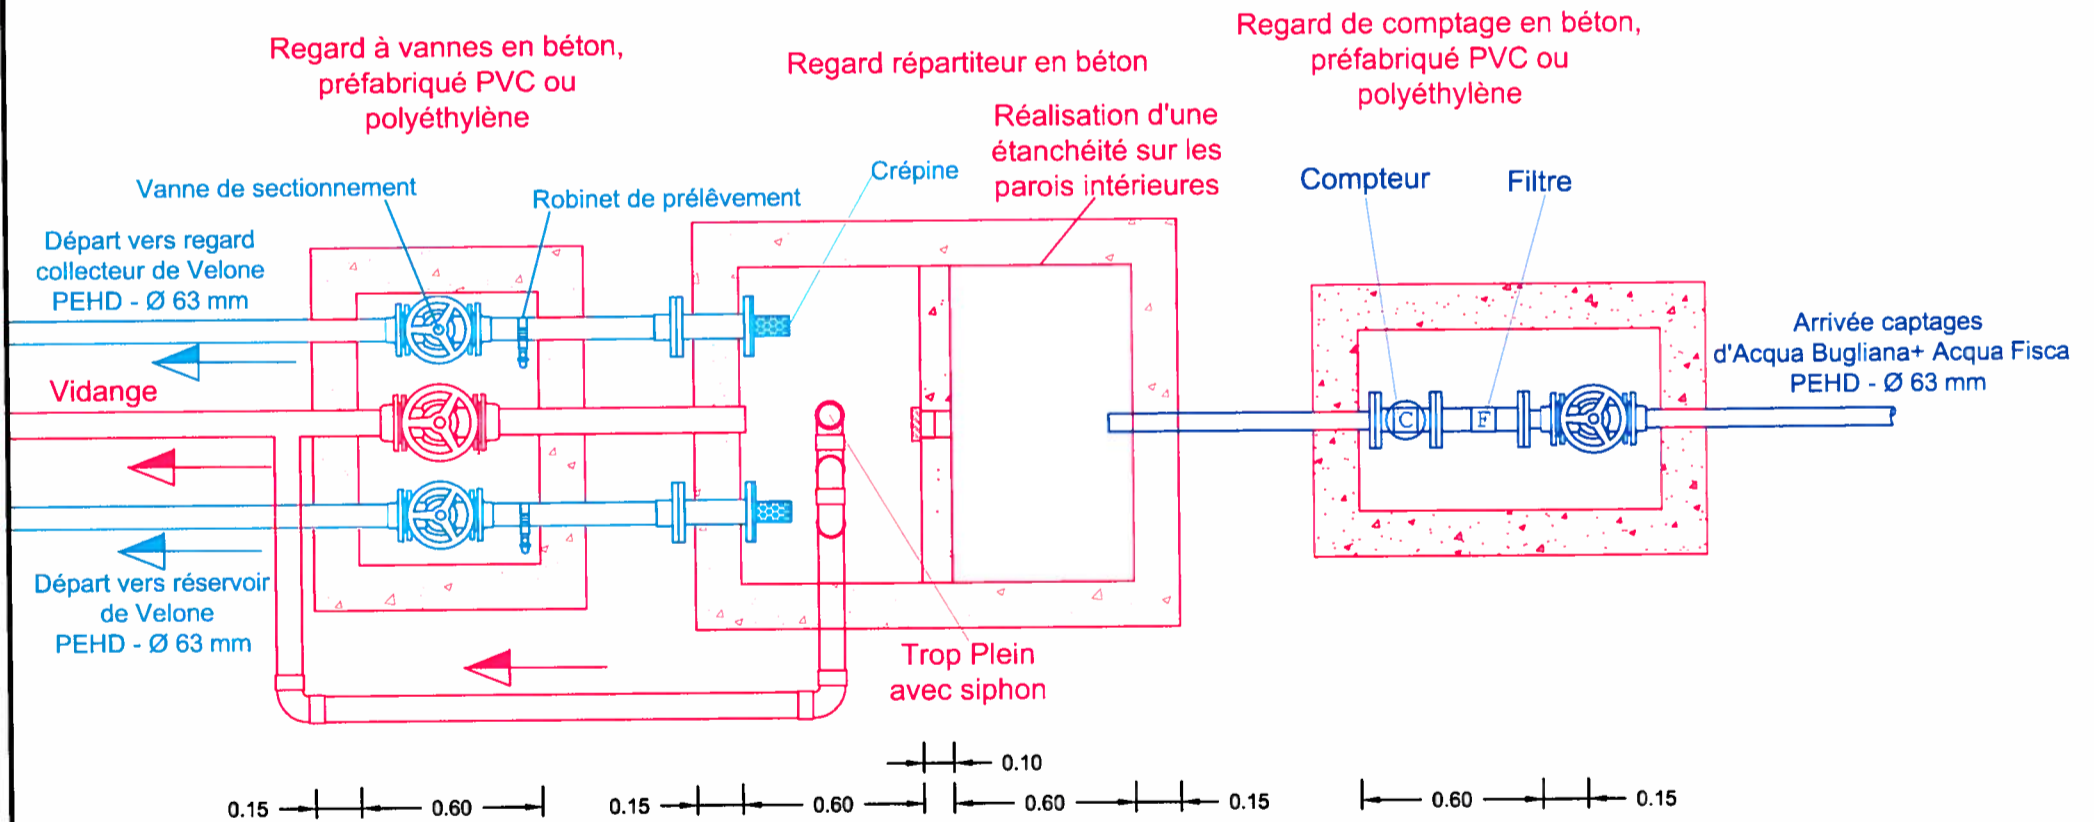 Regard à vannes en béton,
préfabriqué PVC ou
polyéthylène
Regard répartiteur en béton
Regard de comptage en béton,
préfabriqué PVC ou
polyéthylène
Réalisation d'une
étanchéité sur les
parois intérieures
Crépine
Compteur
Filtre
Vanne de sectionnement
Robinet de prélêvement
Départ vers regard
collecteur de Velone
PEHD - Ø 63 mm
Arrivée captages
d'Acqua Bugliana+ Acqua Fisca
PEHD - Ø 63 mm
Vidange
C
F
Départ vers réservoir
de Velone
PEHD - Ø 63 mm
Trop Plein
avec siphon
0.10
0.15
0.60
0.15
0.60
0.60
0.15
0.60
0.15